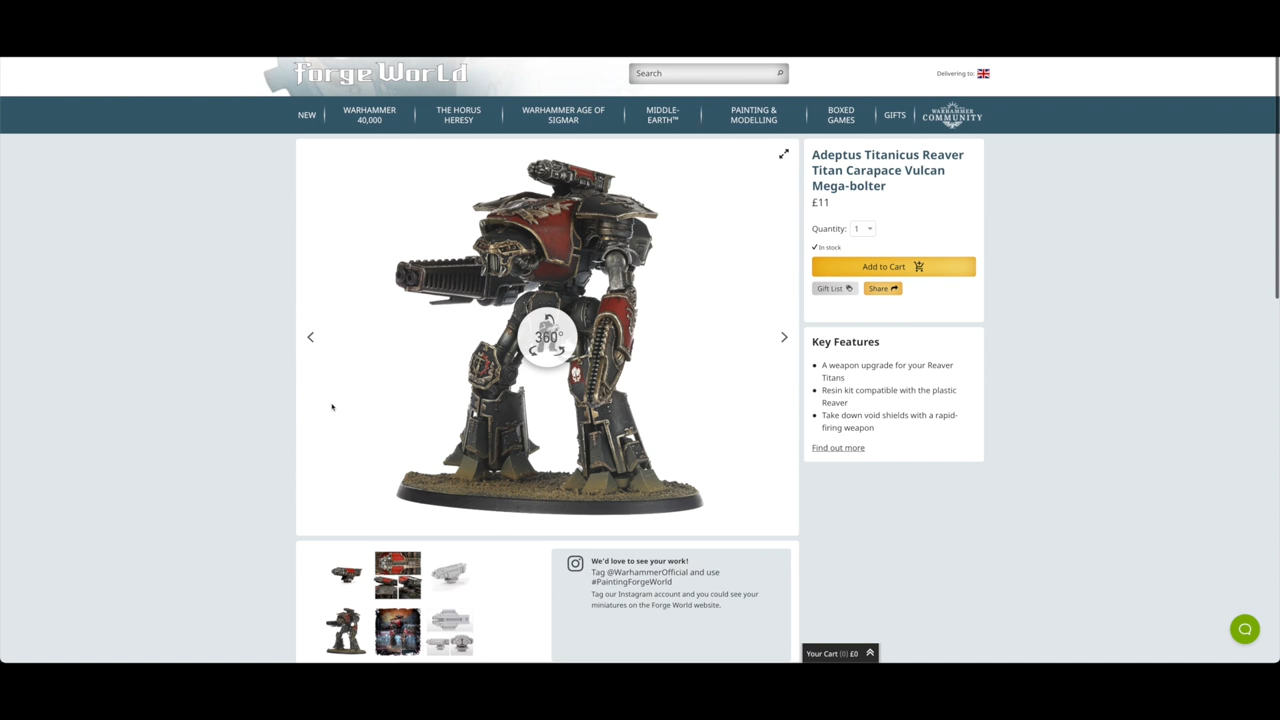 Forge World
Search
Delivering to:
NEW
WARHAMMER
40,000
THE HORUS
HERESY
WARHAMMER AGE OF
SIGMAR
MIDDLE-
EARTH™
PAINTING &
MODELLING
BOXED
GAMES
GIFTS
WARHAMMER
COMMUNITY
360°
Adeptus Titanicus Reaver
Titan Carapace Vulcan
Mega-bolter
£11
Quantity: 1
In stock
Add to Cart
Gift List
Share
Key Features
A weapon upgrade for your Reaver
Titans
Resin kit compatible with the plastic
Reaver
Take down void shields with a rapid-
firing weapon
Find out more
We'd love to see your work!
Tag @WarhammerOfficial and use
#PaintingForgeWorld
Tag our Instagram account and you could see your
miniatures on the Forge World website.
Your Cart (0) £0